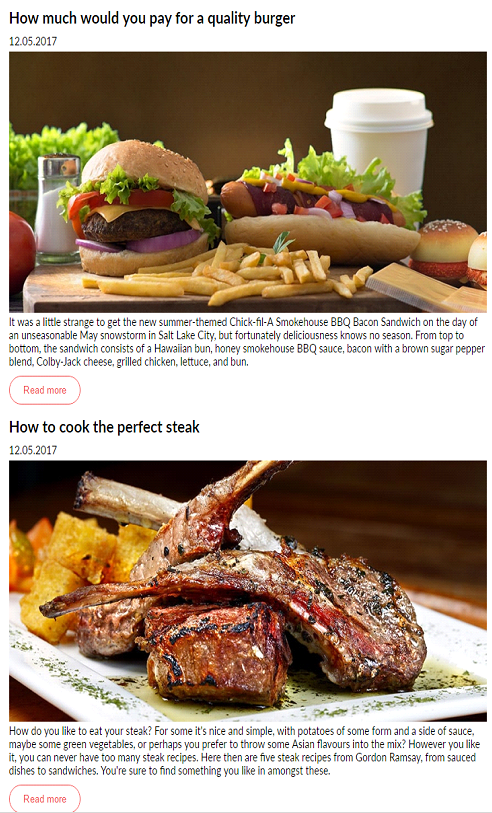 How much would you pay for a quality burger
12.05.2017
It was a little strange to get the new summer-themed Chick-fil-A Smokehouse BBQ Bacon Sandwich on the day of
an unseasonable May snowstorm in Salt Lake City, but fortunately deliciousness knows no season. From top to
bottom, the sandwich consists of a Hawaiian bun, honey smokehouse BBQ sauce, bacon with a brown sugar pepper
blend, Colby-Jack cheese, grilled chicken, lettuce, and bun.
Read more
How to cook the perfect steak
12.05.2017
How do you like to eat your steak? For some it's nice and simple, with potatoes of some form and a side of sauce,
maybe some green vegetables, or perhaps you prefer to throw some Asian flavours into the mix? However you like
it, you can never have too many steak recipes. Here then are five steak recipes from Gordon Ramsay, from sauced
dishes to sandwiches. You're sure to find something you like in amongst these.
Read more